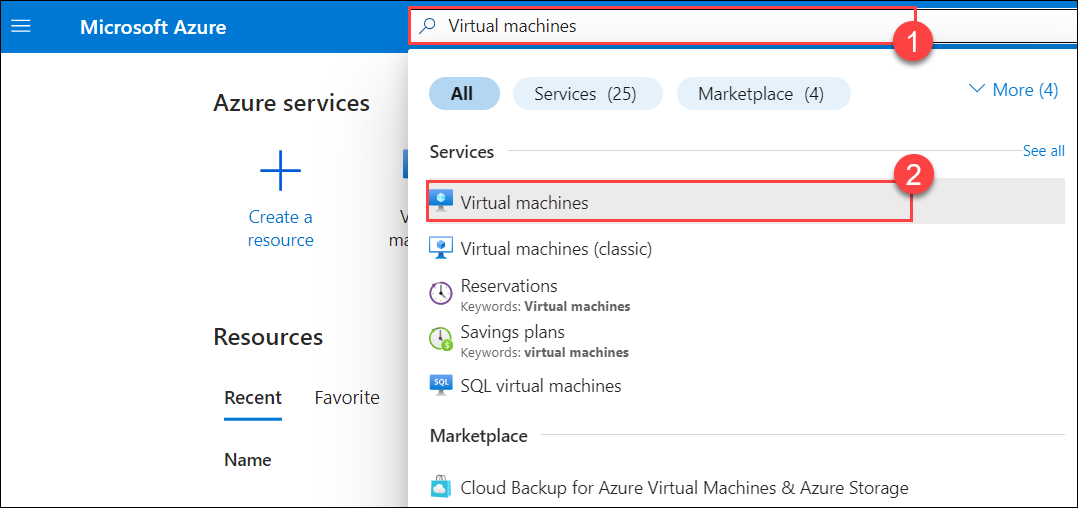 Microsoft Azure
Virtual machines
1
All
Services (25)
Marketplace (4)
More (4)
Azure services
Services
See all
2
Create a
resource
V
ma
Virtual machines
Virtual machines (classic)
Reservations
Keywords: Virtual machines
Savings plans
Keywords: virtual machines
SQL
SQL virtual machines
Resources
Recent
Favorite
Name
Marketplace
Cloud Backup for Azure Virtual Machines & Azure Storage